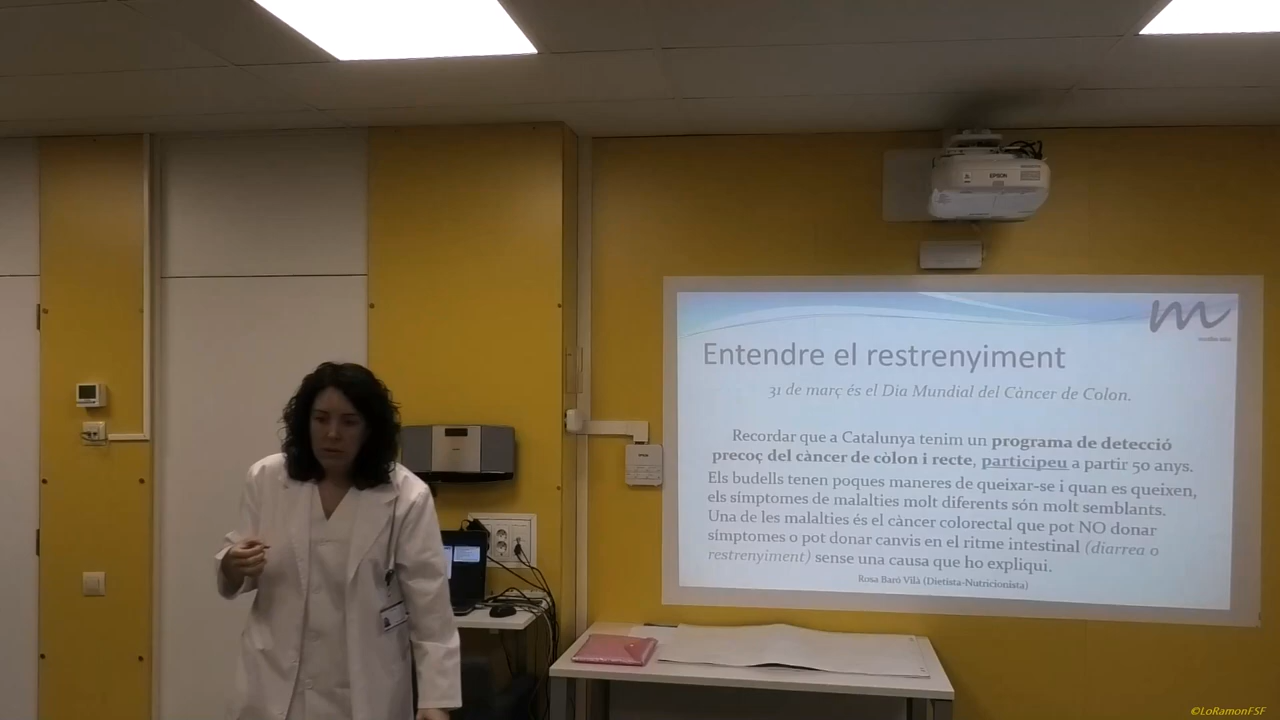 EPSON
Entendre el restrenyiment
31 de març és el Dia Mundial del Càncer de Colon.
Recordar que a Catalunya tenim un programa de detecció
precoç del càncer de còlon i recte, participeu a partir 50 anys.
Els budells tenen poques maneres de queixar-se i quan es queixen,
els símptomes de malalties molt diferents són molt semblants.
Una de les malalties és el càncer colorectal que pot NO donar
símptomes o pot donar canvis en el ritme intestinal (diarrea o
restrenyiment) sense una causa que ho expliqui.
Rosa Baró Vilà (Dietista-Nutricionista)
©LoRamonFSF